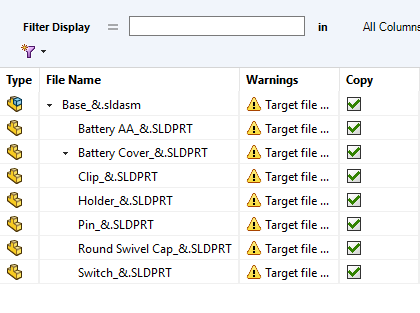 Filter Display = in All Columns
Type File Name Warnings Copy
Base_&.sldasm Target file ...
Battery AA_&.SLDPRT Target file ...
Battery Cover_&.SLDPRT Target file ...
Clip_&.SLDPRT Target file ...
Holder_&.SLDPRT Target file ...
Pin_&.SLDPRT Target file ...
Round Swivel Cap_&.SLDPRT Target file ...
Switch_&.SLDPRT Target file ...